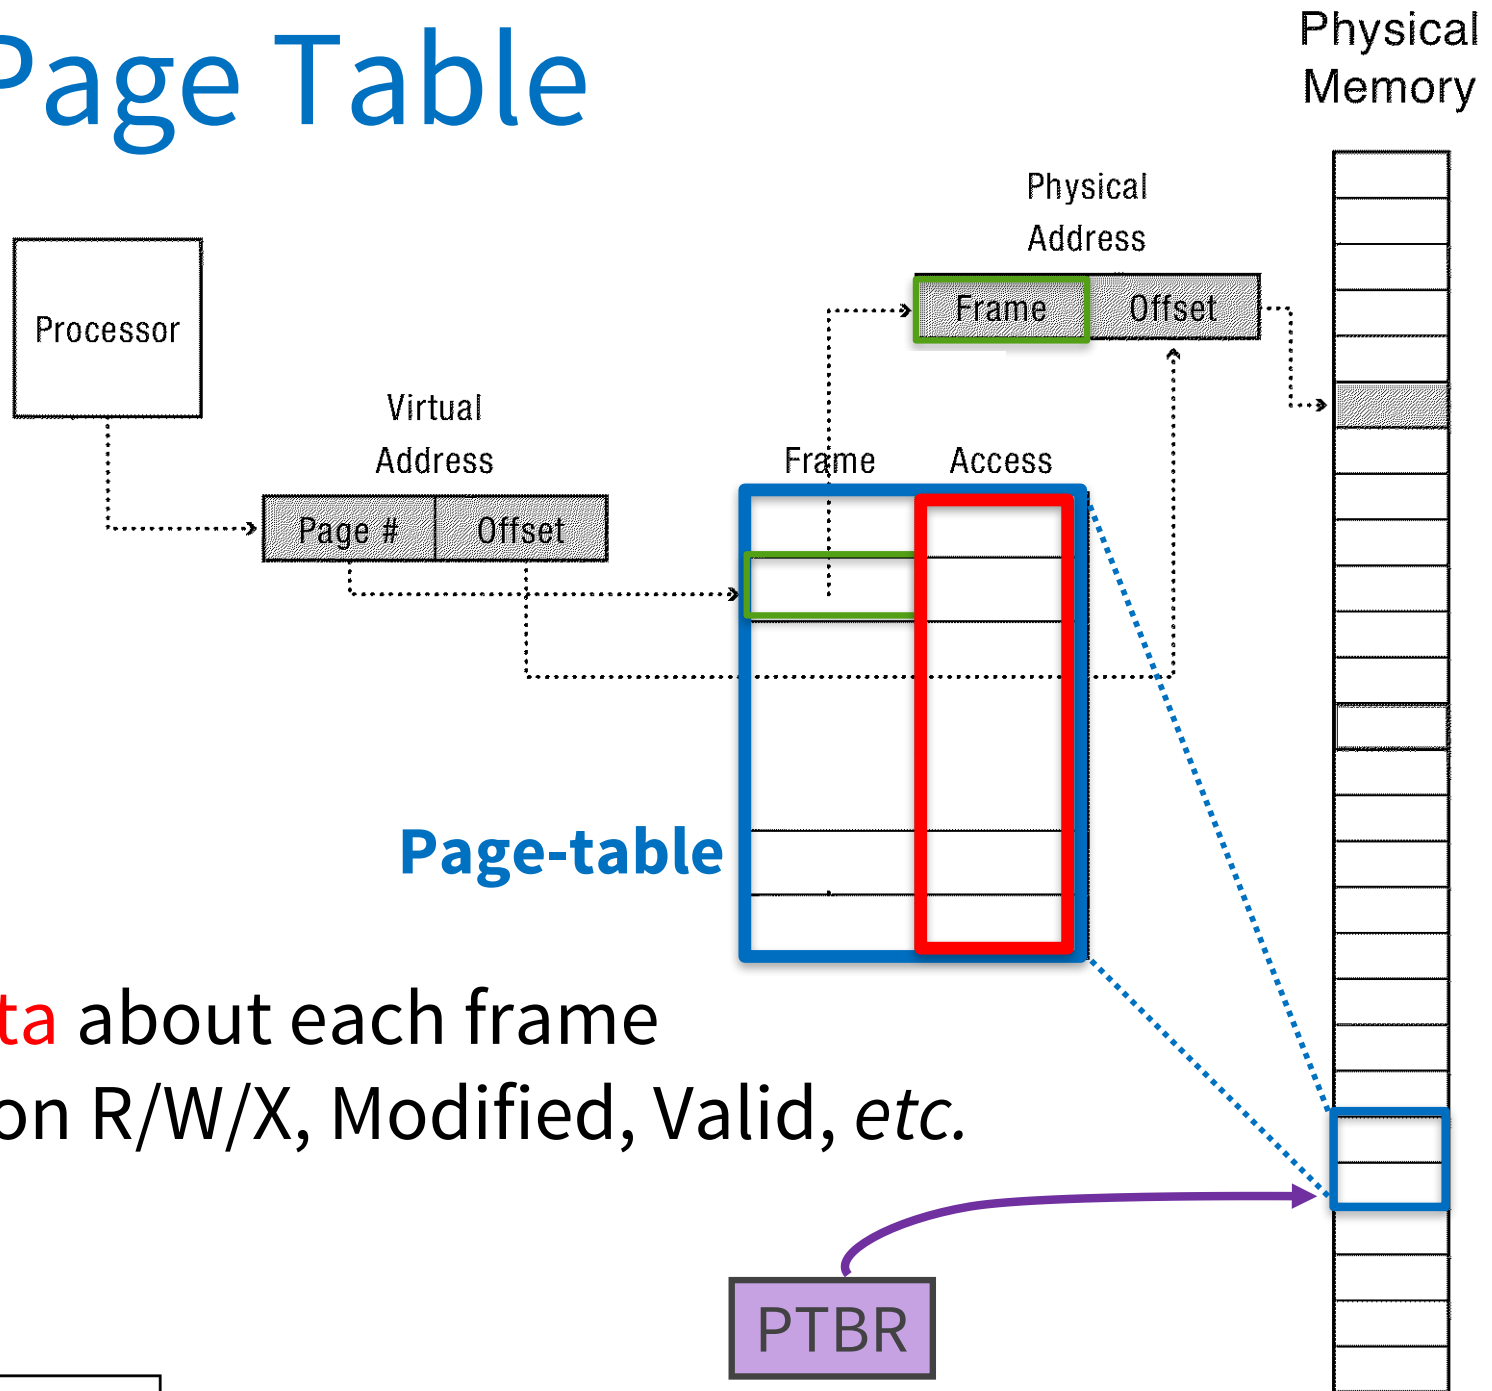 Page Table
Physical
Memory
Physical
Address
Frame Offset
Processor
Virtual
Address
Page # Offset
Frame Access
Page-table
ta about each frame
on R/W/X, Modified, Valid, etc.
PTBR